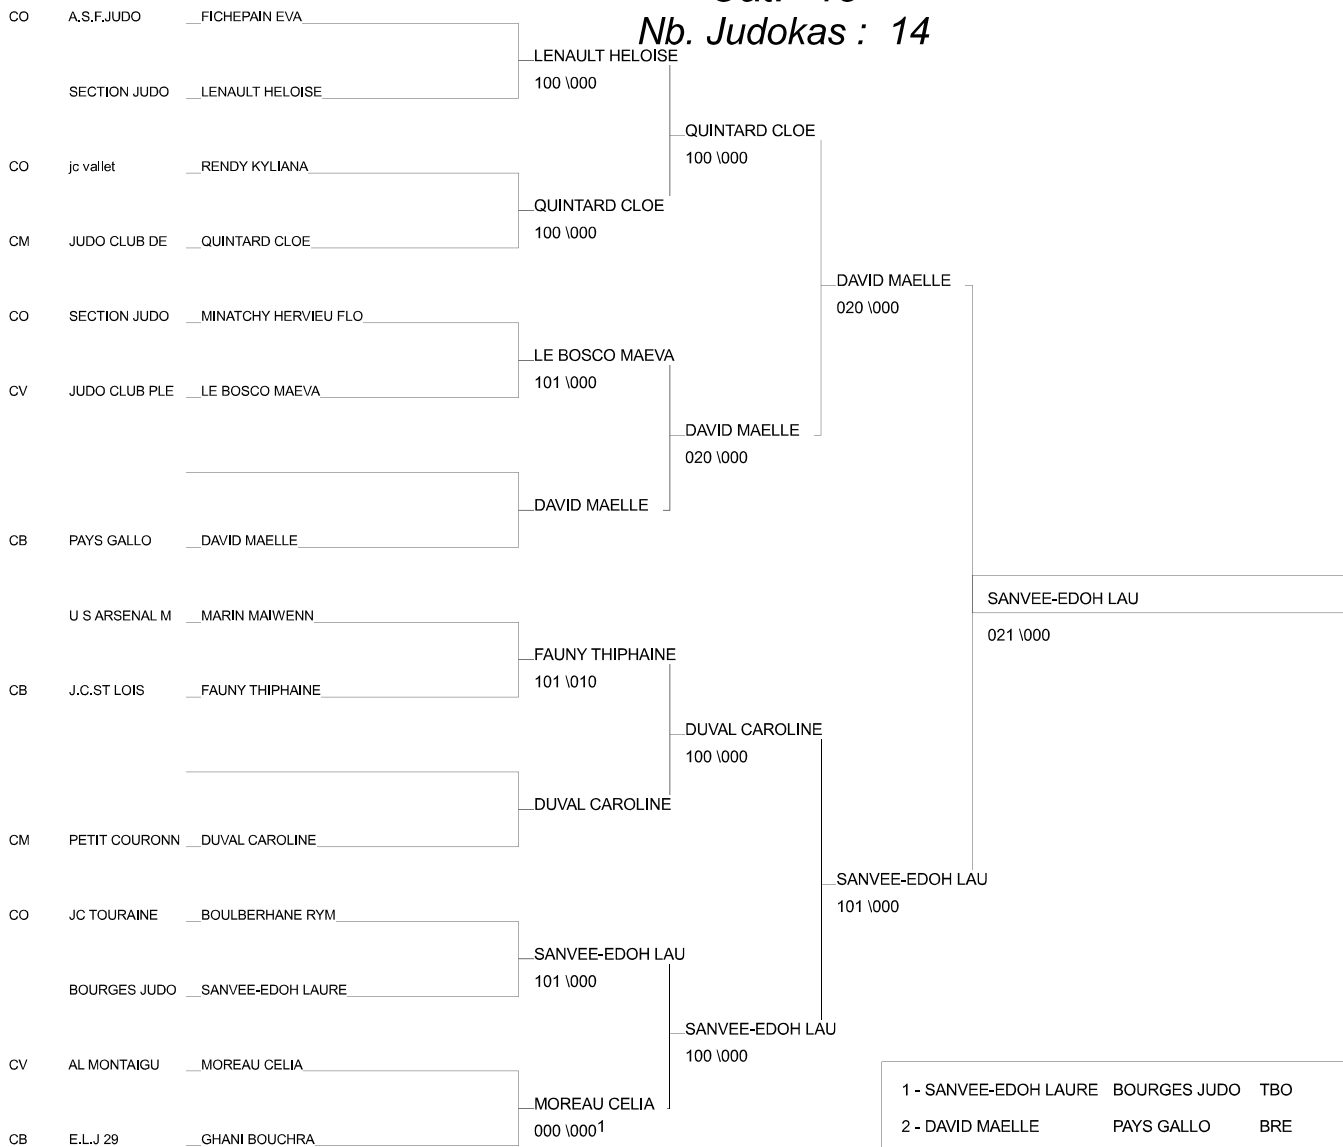 Nb. Judokas : 14
CO A.S.F.JUDO FICHEPAIN EVA
LENAULT HELOISE
100 \000
SECTION JUDO LENAULT HELOISE
QUINTARD CLOE
100 \000
CO jc vallet RENDY KYLIANA
QUINTARD CLOE
100 \000
CM JUDO CLUB DE QUINTARD CLOE
DAVID MAELLE
020 \000
CO SECTION JUDO MINATCHY HERVIEU FLO
LE BOSCO MAEVA
101 \000
CV JUDO CLUB PLE LE BOSCO MAEVA
DAVID MAELLE
020 \000
DAVID MAELLE
CB PAYS GALLO DAVID MAELLE
SANVEE-EDOH LAU
021 \000
U S ARSENAL M MARIN MAIWENN
FAUNY THIPHAINE
101 \010
CB J.C.ST LOIS FAUNY THIPHAINE
DUVAL CAROLINE
100 \000
DUVAL CAROLINE
CM PETIT COURONN DUVAL CAROLINE
SANVEE-EDOH LAU
101 \000
CO JC TOURAINE BOULBERHANE RYM
SANVEE-EDOH LAU
101 \000
BOURGES JUDO SANVEE-EDOH LAURE
SANVEE-EDOH LAU
100 \000
CV AL MONTAIGU MOREAU CELIA
MOREAU CELIA
000 \000¹
CB E.L.J 29 GHANI BOUCHRA
1 - SANVEE-EDOH LAURE BOURGES JUDO TBO
2 - DAVID MAELLE PAYS GALLO BRE